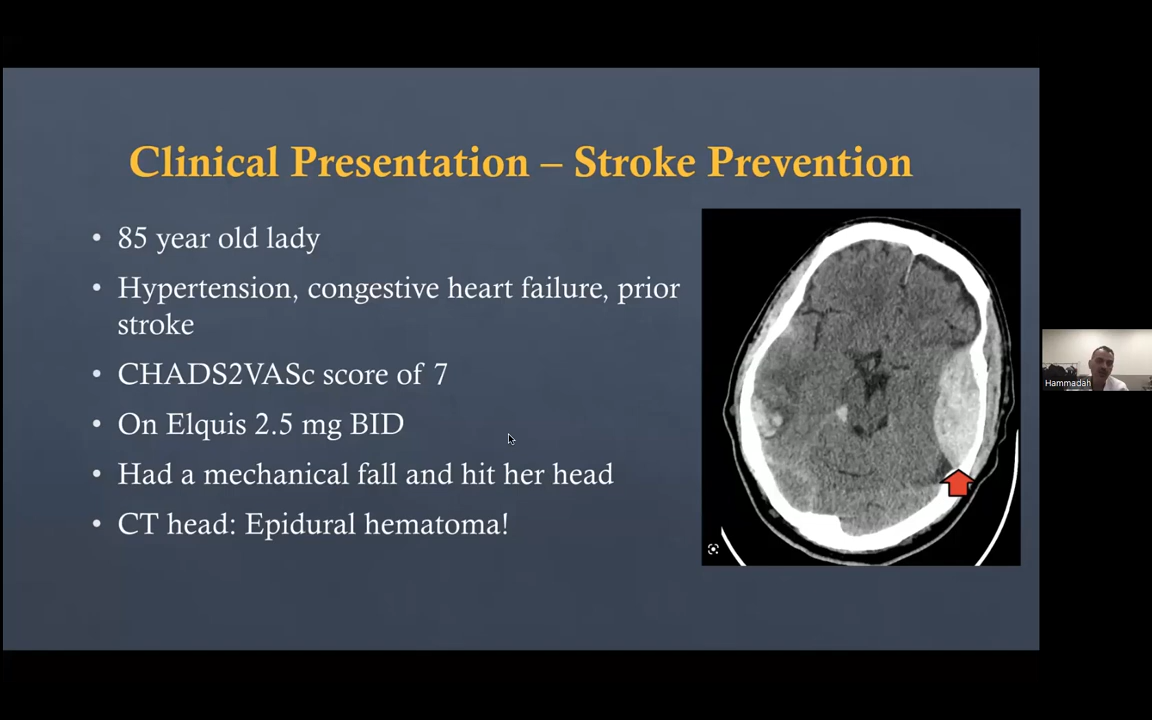 Clinical Presentation – Stroke Prevention
• 85 year old lady
• Hypertension, congestive heart failure, prior
stroke
• CHADS2VASc score of 7
• On Elquis 2.5 mg BID
• Had a mechanical fall and hit her head
• CT head: Epidural hematoma!
Hammadah